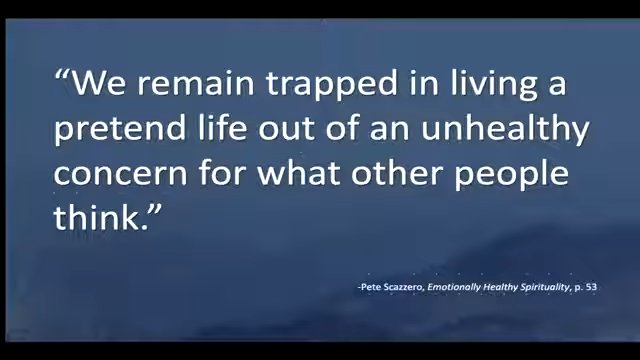 “We remain trapped in living a
pretend life out of an unhealthy
concern for what other people
think.”
-Pete Scazzero, Emotionally Healthy Spirituality, p. 53